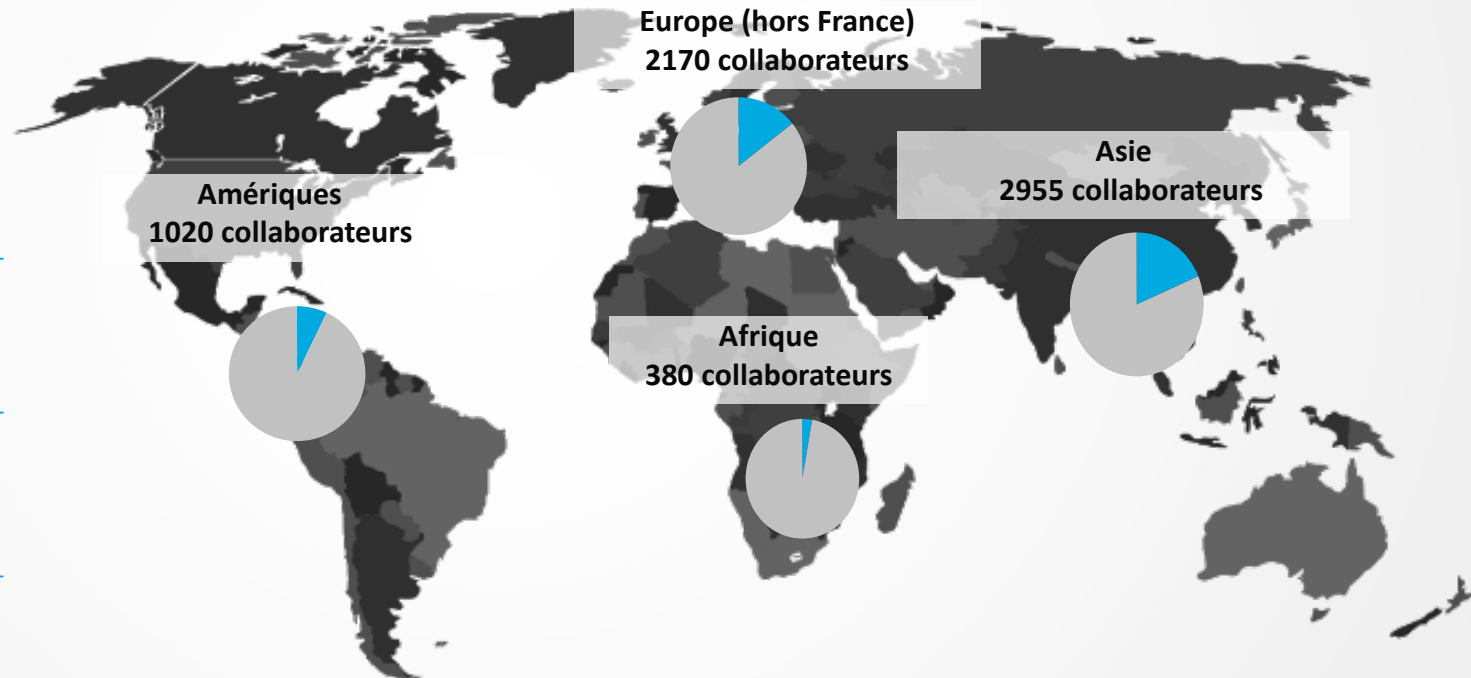 Europe (hors France)
2170 collaborateurs
Asie
2955 collaborateurs
Amériques
1020 collaborateurs
Afrique
380 collaborateurs